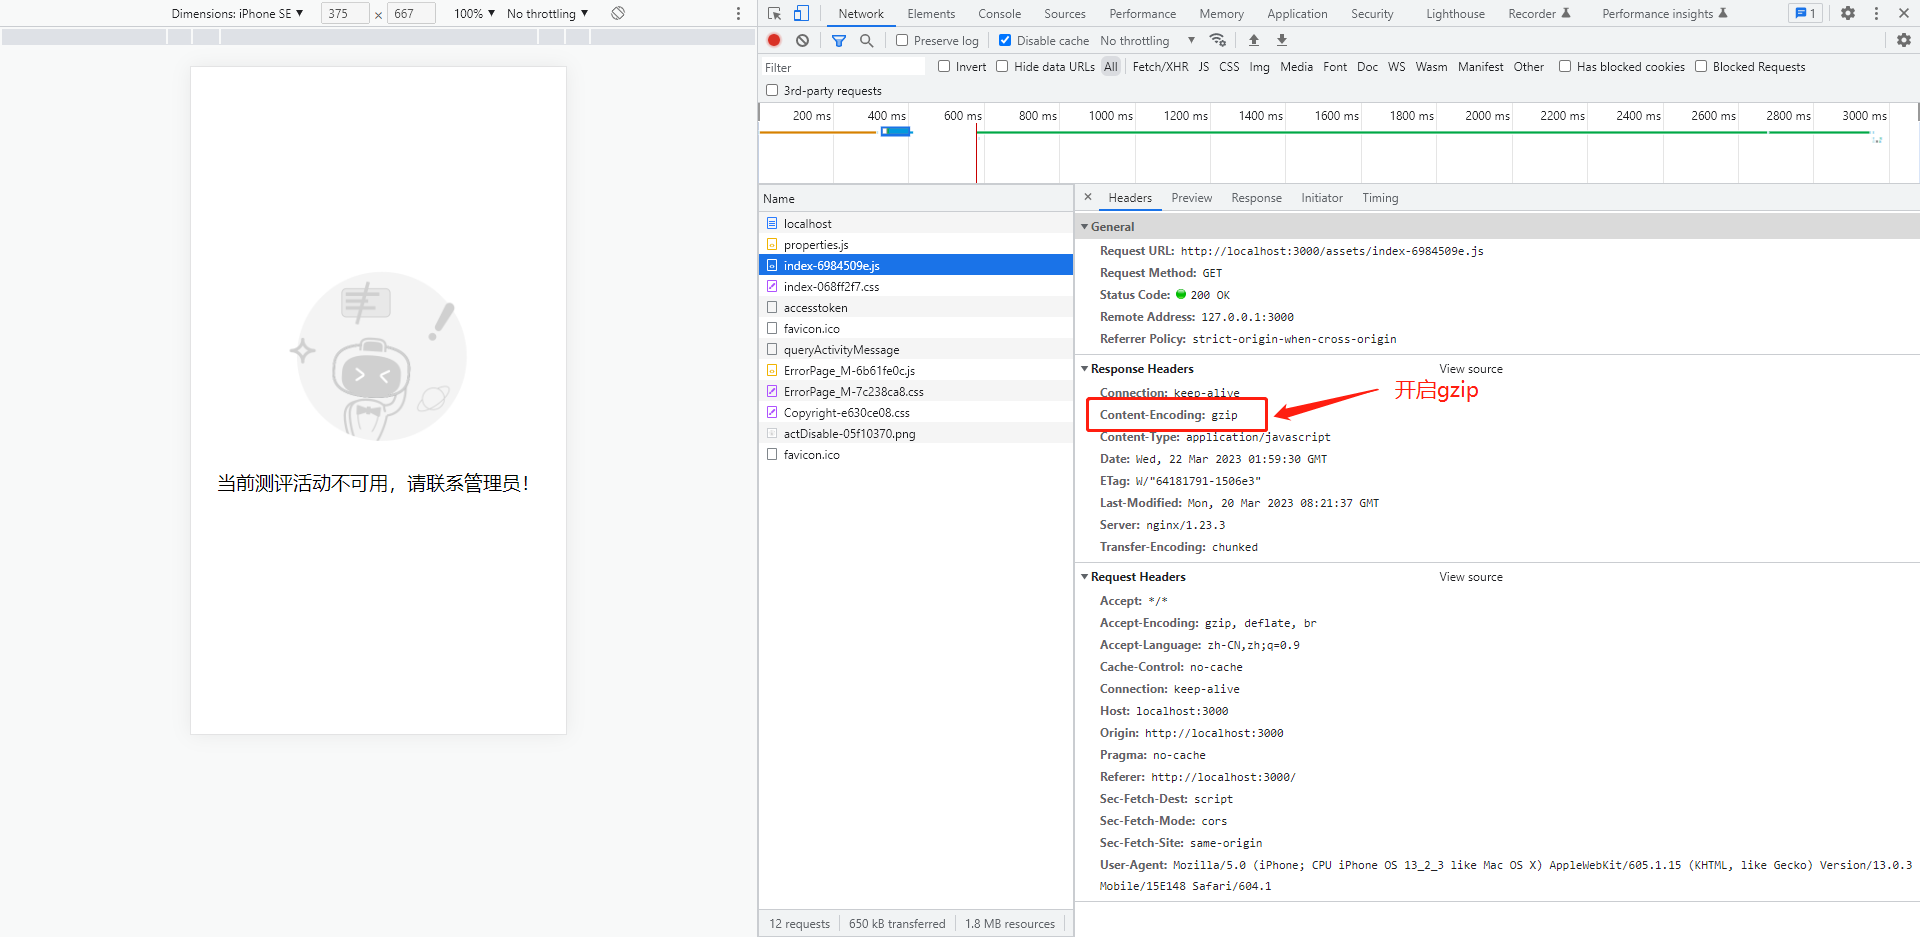 Dimensions: iPhone SE ▼ 375 × 667 100% ▼ No throttling ▼
当前测评活动不可用，请联系管理员！
Network Elements Console Sources Performance Memory Application Security Lighthouse Recorder Performance insights 1
Preserve log Disable cache No throttling ▼
Filter Invert Hide data URLs All Fetch/XHR JS CSS Img Media Font Doc WS Wasm Manifest Other Has blocked cookies Blocked Requests
3rd-party requests
200 ms 400 ms 600 ms 800 ms 1000 ms 1200 ms 1400 ms 1600 ms 1800 ms 2000 ms 2200 ms 2400 ms 2600 ms 2800 ms 3000 ms
Name
localhost
properties.js
index-6984509e.js
index-068ff2f7.css
accesstoken
favicon.ico
queryActivityMessage
ErrorPage_M-6b61fe0c.js
ErrorPage_M-7c238ca8.css
Copyright-e630ce08.css
actDisable-05f10370.png
favicon.ico
12 requests 650 kB transferred 1.8 MB resources
× Headers Preview Response Initiator Timing
General
Request URL: http://localhost:3000/assets/index-6984509e.js
Request Method: GET
Status Code: 200 OK
Remote Address: 127.0.0.1:3000
Referrer Policy: strict-origin-when-cross-origin
Response Headers View source
Connection: keep-alive
开启gzip
Content-Encoding: gzip
Content-Type: application/javascript
Date: Wed, 22 Mar 2023 01:59:30 GMT
ETag: W/"64181791-1506e3"
Last-Modified: Mon, 20 Mar 2023 08:21:37 GMT
Server: nginx/1.23.3
Transfer-Encoding: chunked
Request Headers View source
Accept: */*
Accept-Encoding: gzip, deflate, br
Accept-Language: zh-CN,zh;q=0.9
Cache-Control: no-cache
Connection: keep-alive
Host: localhost:3000
Origin: http://localhost:3000
Pragma: no-cache
Referer: http://localhost:3000/
Sec-Fetch-Dest: script
Sec-Fetch-Mode: cors
Sec-Fetch-Site: same-origin
User-Agent: Mozilla/5.0 (iPhone; CPU iPhone OS 13_2_3 like Mac OS X) AppleWebKit/605.1.15 (KHTML, like Gecko) Version/13.0.3
Mobile/15E148 Safari/604.1